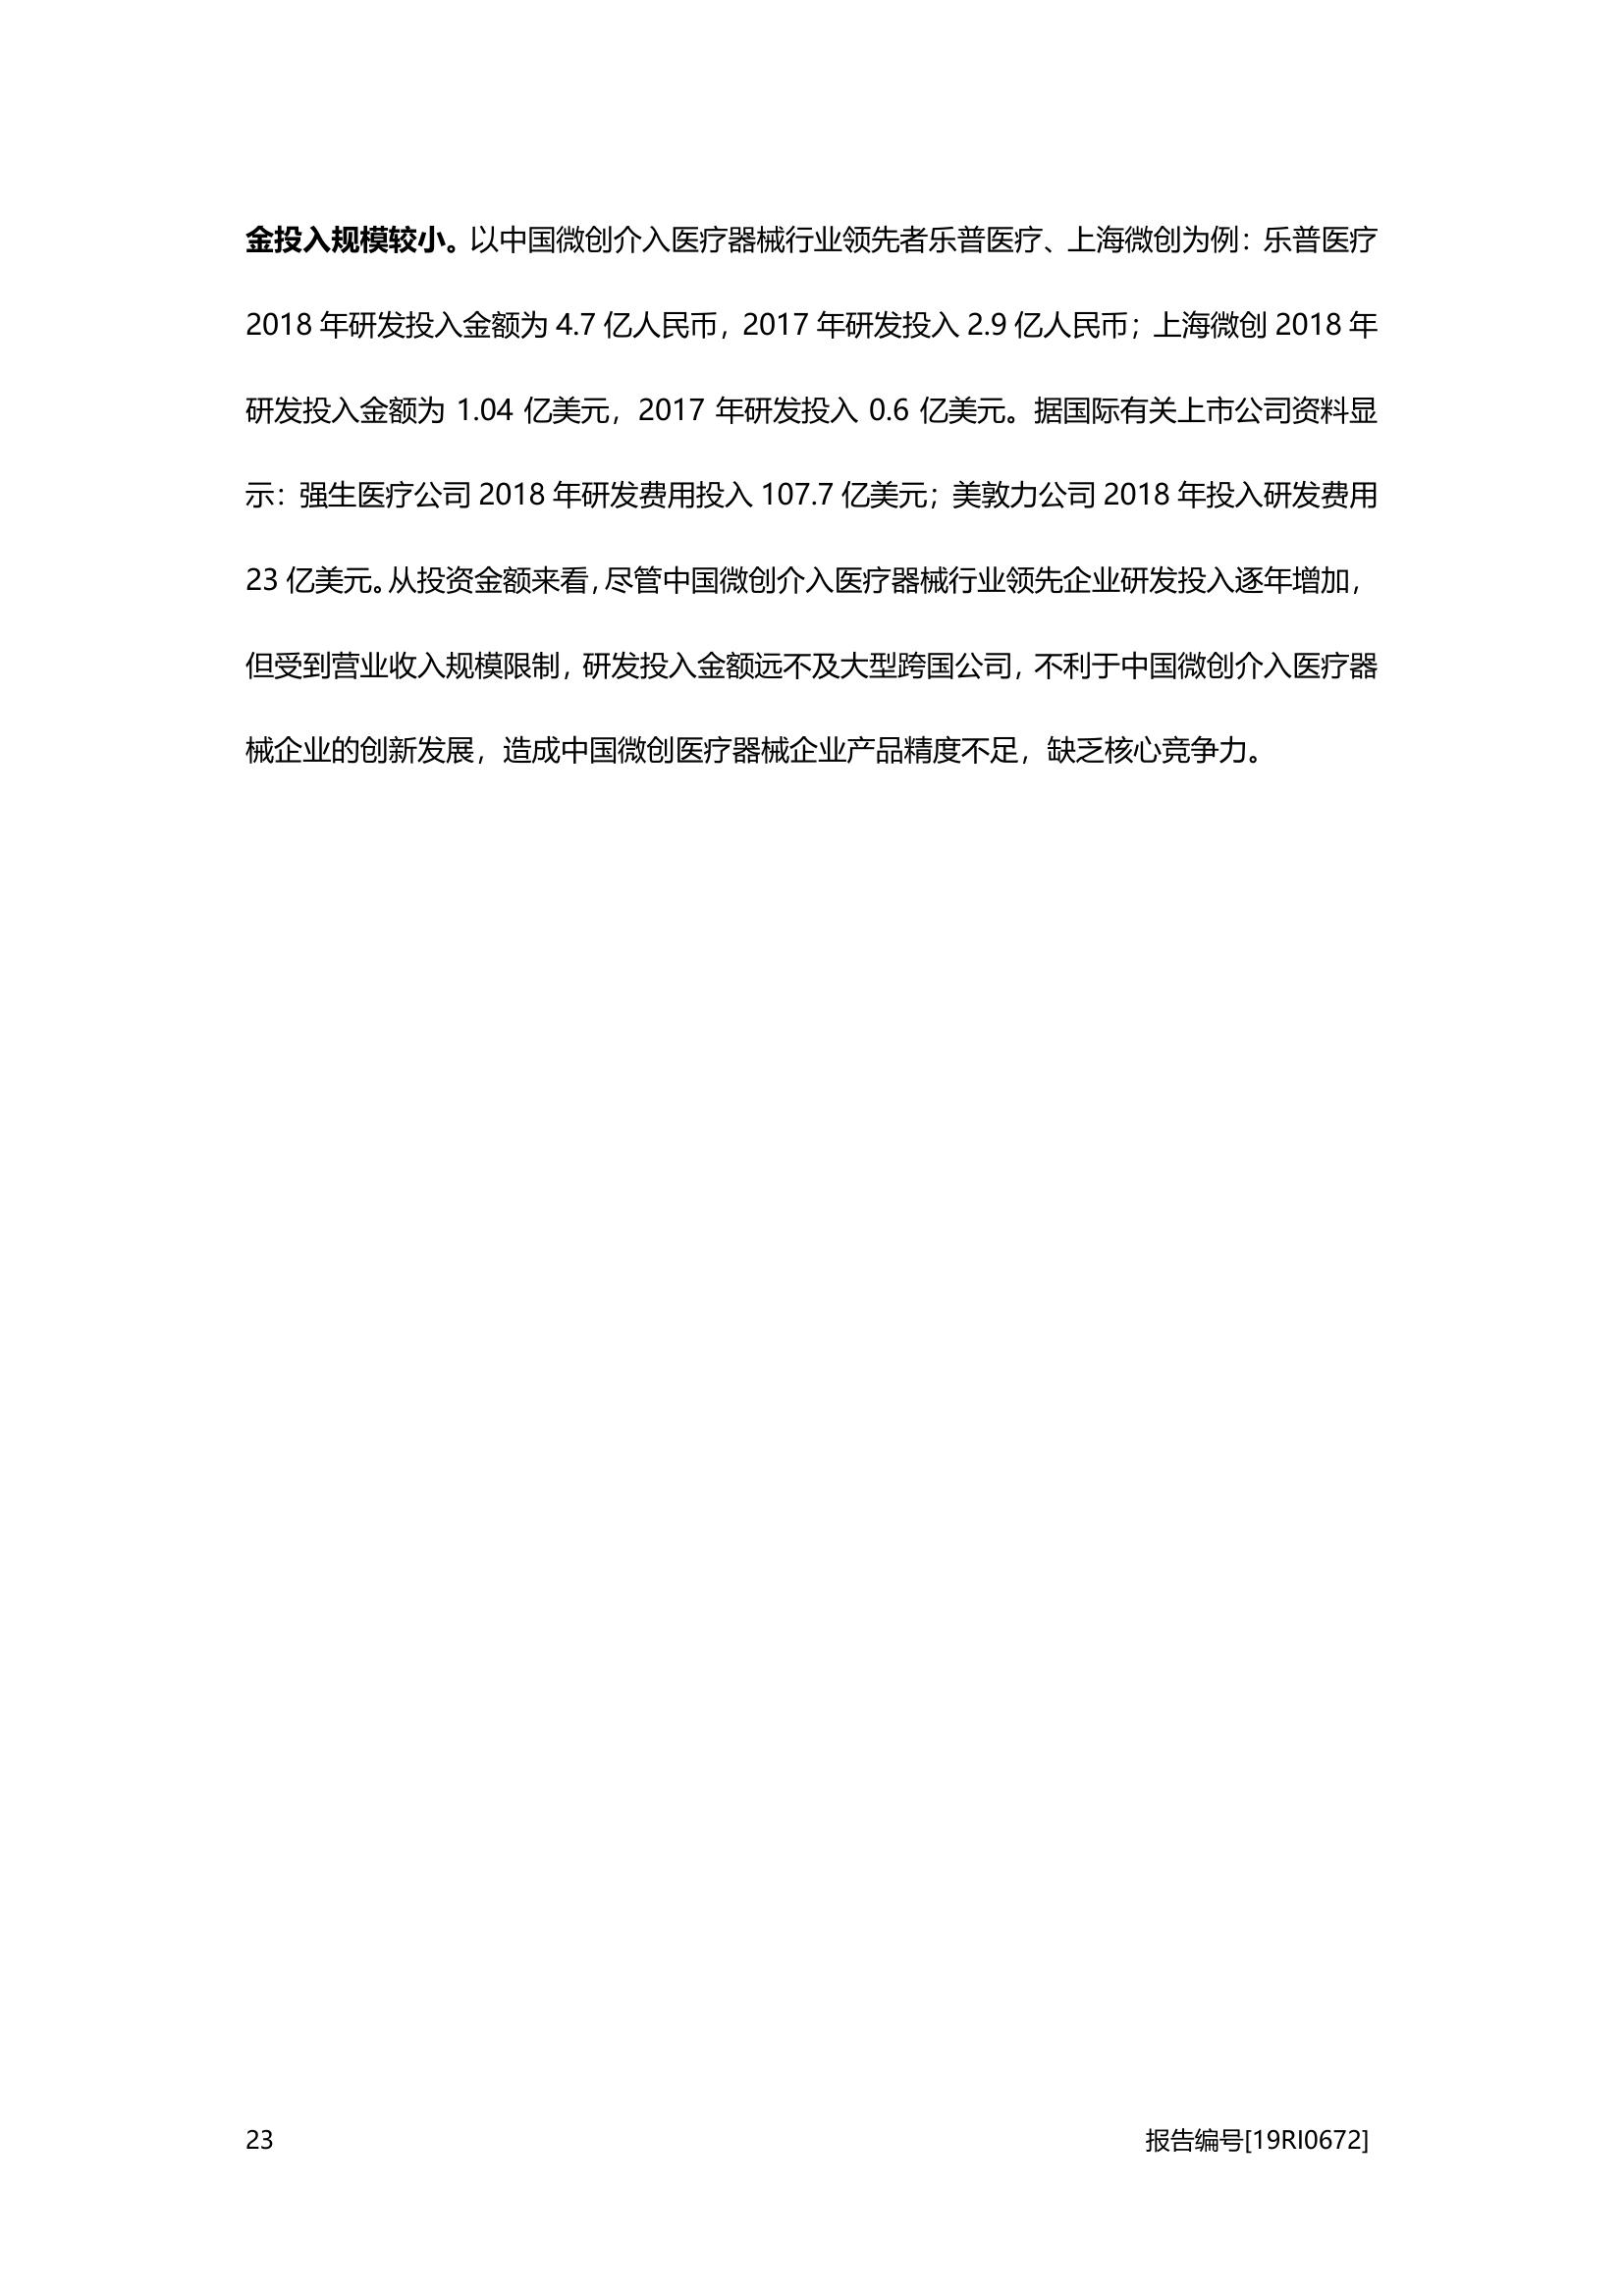 金投入规模较小。以中国微创介入医疗器械行业领先者乐普医疗、上海微创为例：乐普医疗
2018 年研发投入金额为 4.7 亿人民币，2017 年研发投入 2.9 亿人民币；上海微创 2018 年
研发投入金额为 1.04 亿美元，2017 年研发投入 0.6 亿美元。据国际有关上市公司资料显
示：强生医疗公司 2018 年研发费用投入 107.7 亿美元；美敦力公司 2018 年投入研发费用
23 亿美元。从投资金额来看，尽管中国微创介入医疗器械行业领先企业研发投入逐年增加，
但受到营业收入规模限制，研发投入金额远不及大型跨国公司，不利于中国微创介入医疗器
械企业的创新发展，造成中国微创医疗器械企业产品精度不足，缺乏核心竞争力。
23 报告编号[19RI0672]